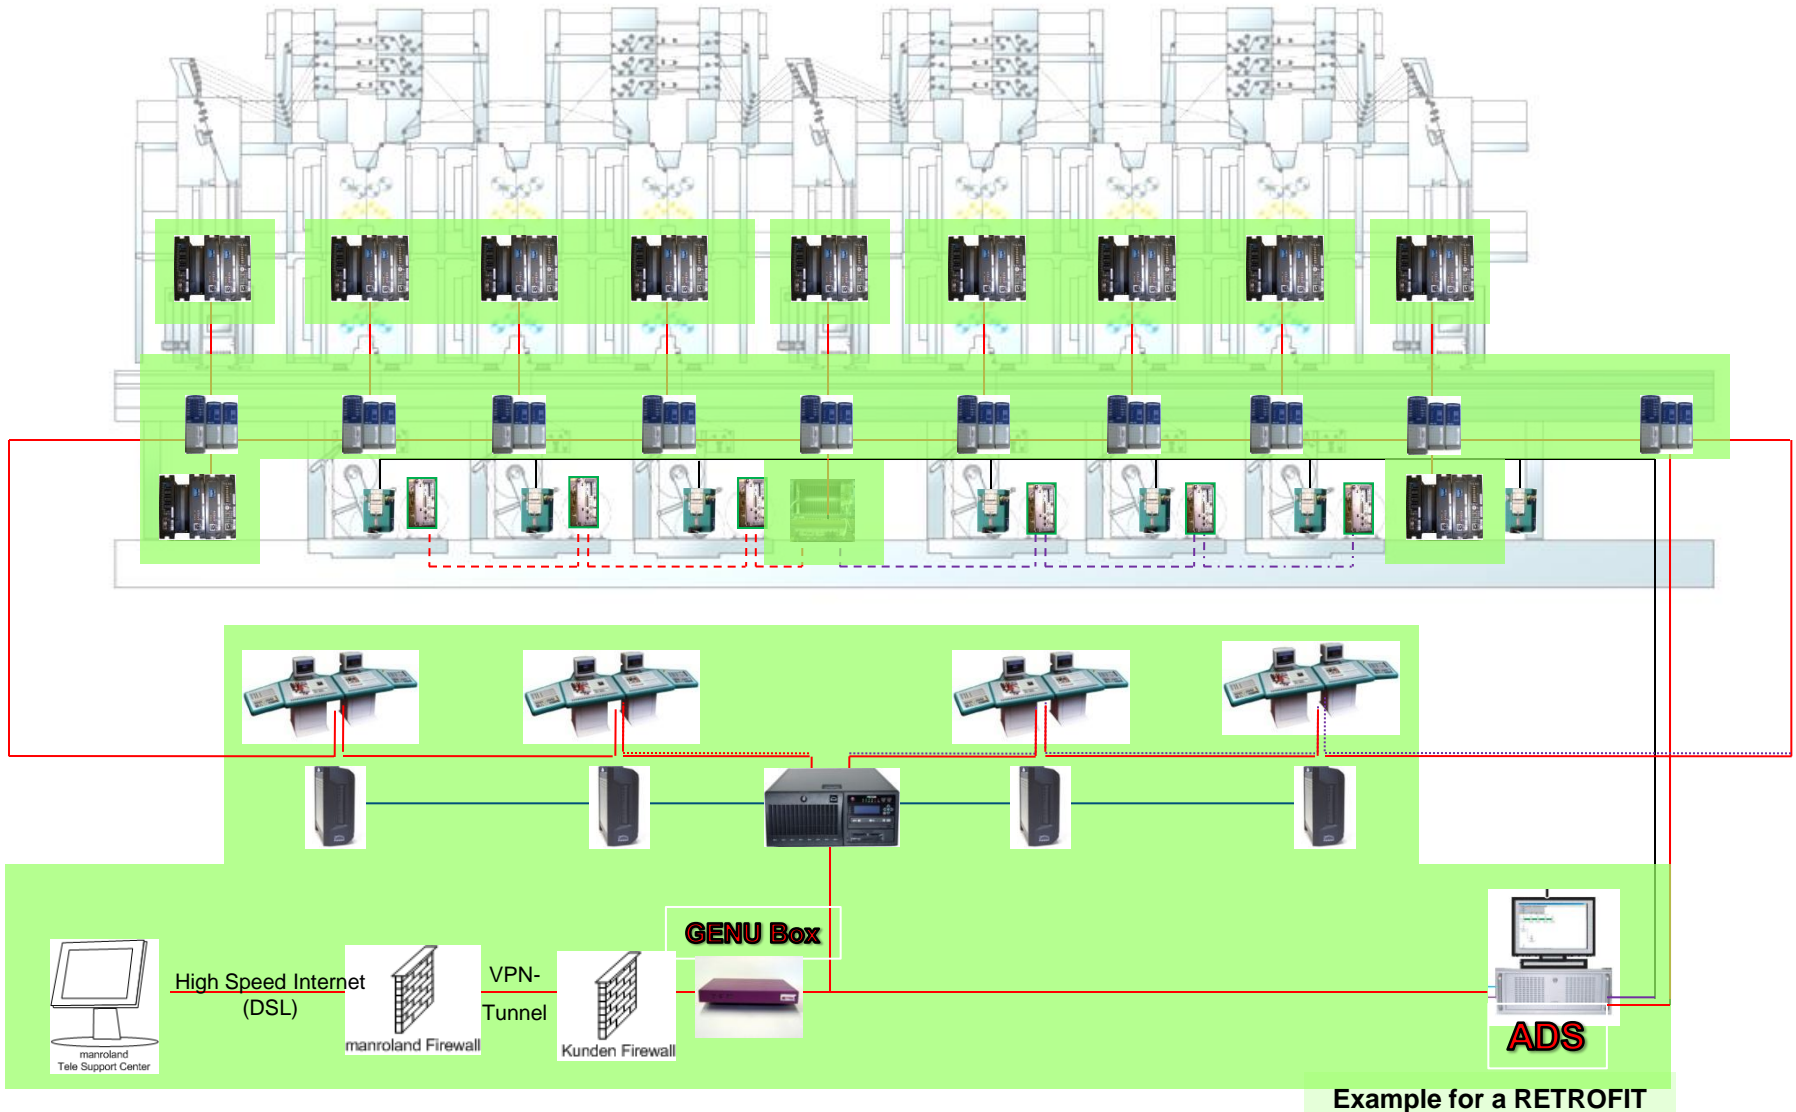 GENU Box
High Speed Internet
(DSL)
VPN-
Tunnel
manroland
Tele Support Center
manroland Firewall
Kunden Firewall
ADS
Example for a RETROFIT